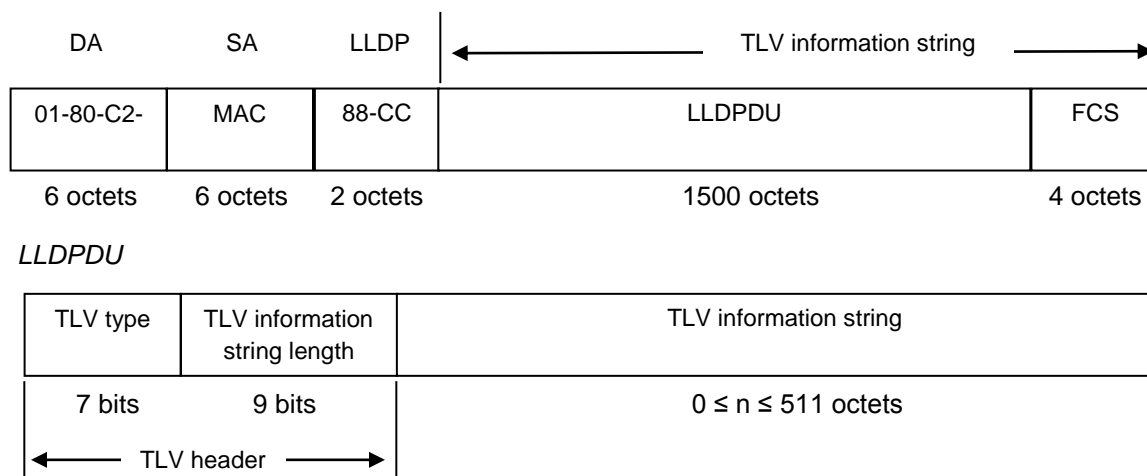 DA SA LLDP TLV information string
01-80-C2- MAC 88-CC LLDPDU FCS
6 octets 6 octets 2 octets 1500 octets 4 octets
LLDPDU
TLV type TLV information string length TLV information string
7 bits 9 bits 0 ≤ n ≤ 511 octets
TLV header